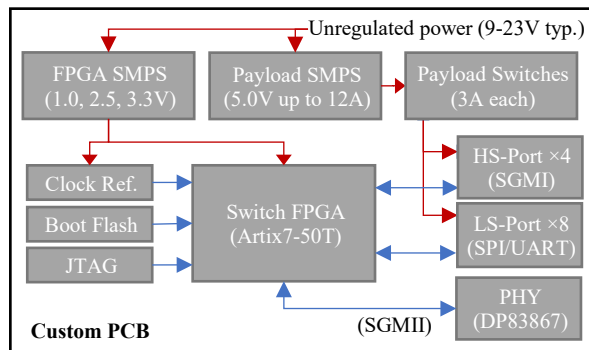 Unregulated power (9-23V typ.)
FPGA SMPS
(1.0, 2.5, 3.3V)
Payload SMPS
(5.0V up to 12A)
Payload Switches
(3A each)
Clock Ref.
Boot Flash
JTAG
Switch FPGA
(Artix7-50T)
HS-Port ×4
(SGMI)
LS-Port ×8
(SPI/UART)
PHY
(DP83867)
(SGMII)
Custom PCB